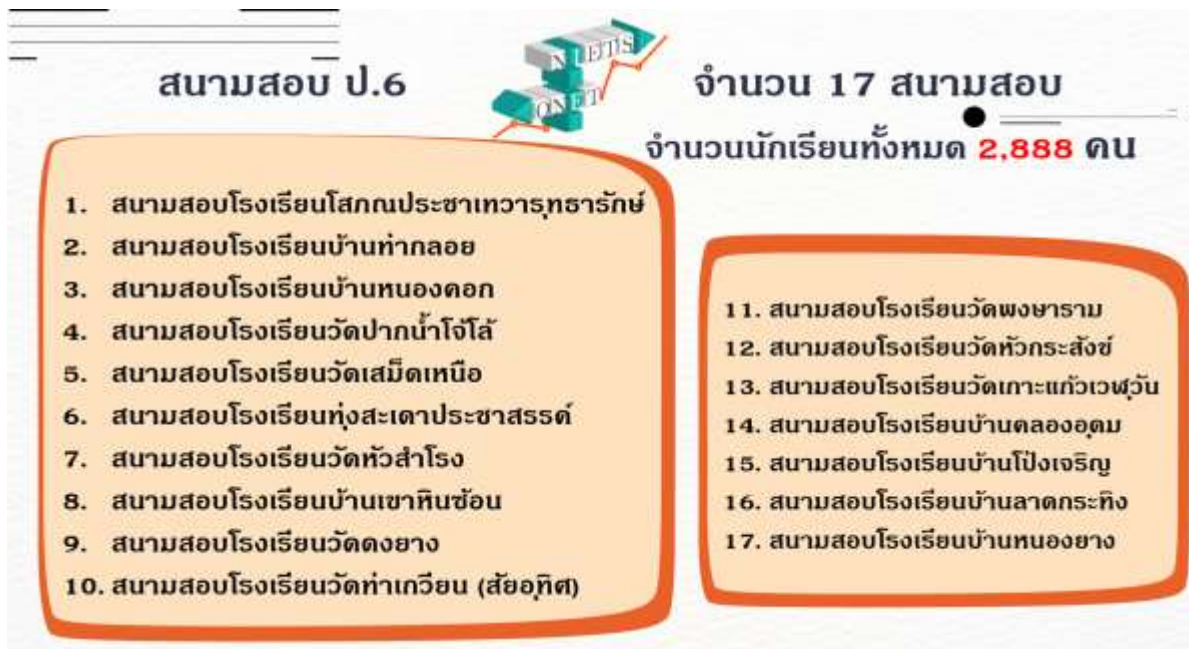 NIETS
ONET
สนามสอบ ป.6
จำนวน 17 สนามสอบ
จำนวนนักเรียนทั้งหมด 2,888 คน
1. สนามสอบโรงเรียนโสภณประชาเทวารุทธารักษ์
2. สนามสอบโรงเรียนบ้านท่ากลอย
3. สนามสอบโรงเรียนบ้านหนองคอก
4. สนามสอบโรงเรียนวัดปากน้ำโจ้โล้
5. สนามสอบโรงเรียนวัดเสม็ดเหนือ
6. สนามสอบโรงเรียนทุ่งสะเดาประชาสรรค์
7. สนามสอบโรงเรียนวัดหัวสำโรง
8. สนามสอบโรงเรียนบ้านเขาหินซ้อน
9. สนามสอบโรงเรียนวัดดงยาง
10. สนามสอบโรงเรียนวัดท่าเกวียน (สัยอุทิศ)
11. สนามสอบโรงเรียนวัดพงษาราม
12. สนามสอบโรงเรียนวัดหัวกระสังข์
13. สนามสอบโรงเรียนวัดเกาะแก้วเวฬุวัน
14. สนามสอบโรงเรียนบ้านคลองอุดม
15. สนามสอบโรงเรียนบ้านโป่งเจริญ
16. สนามสอบโรงเรียนบ้านลาดกระทิง
17. สนามสอบโรงเรียนบ้านหนองยาง